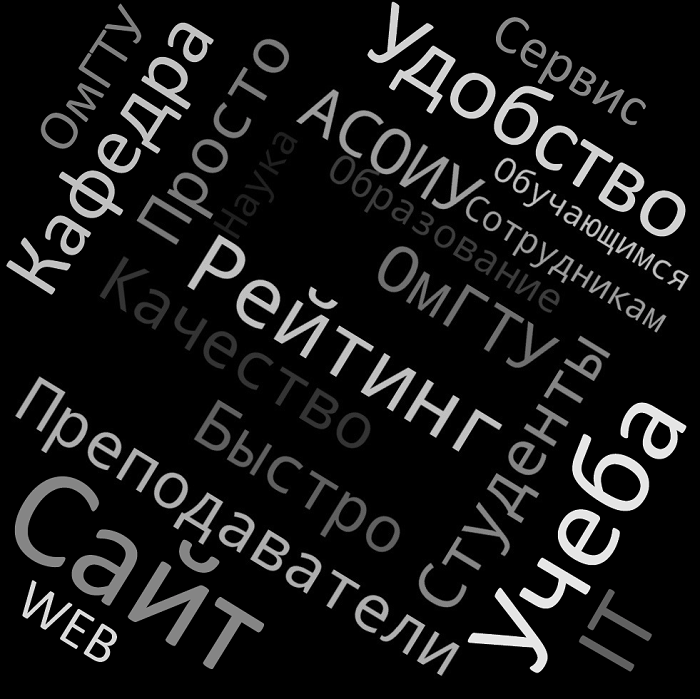 ОмГТУ
Кафедра
Просто
Наука
Удобство
Сервис
АСОИУ
Обучающимся
Образование
Сотрудникам
ОмГТУ
Рейтинг
Качество
Студенты
Учеба
Быстро
Преподаватели
Сайт
WEB
IT